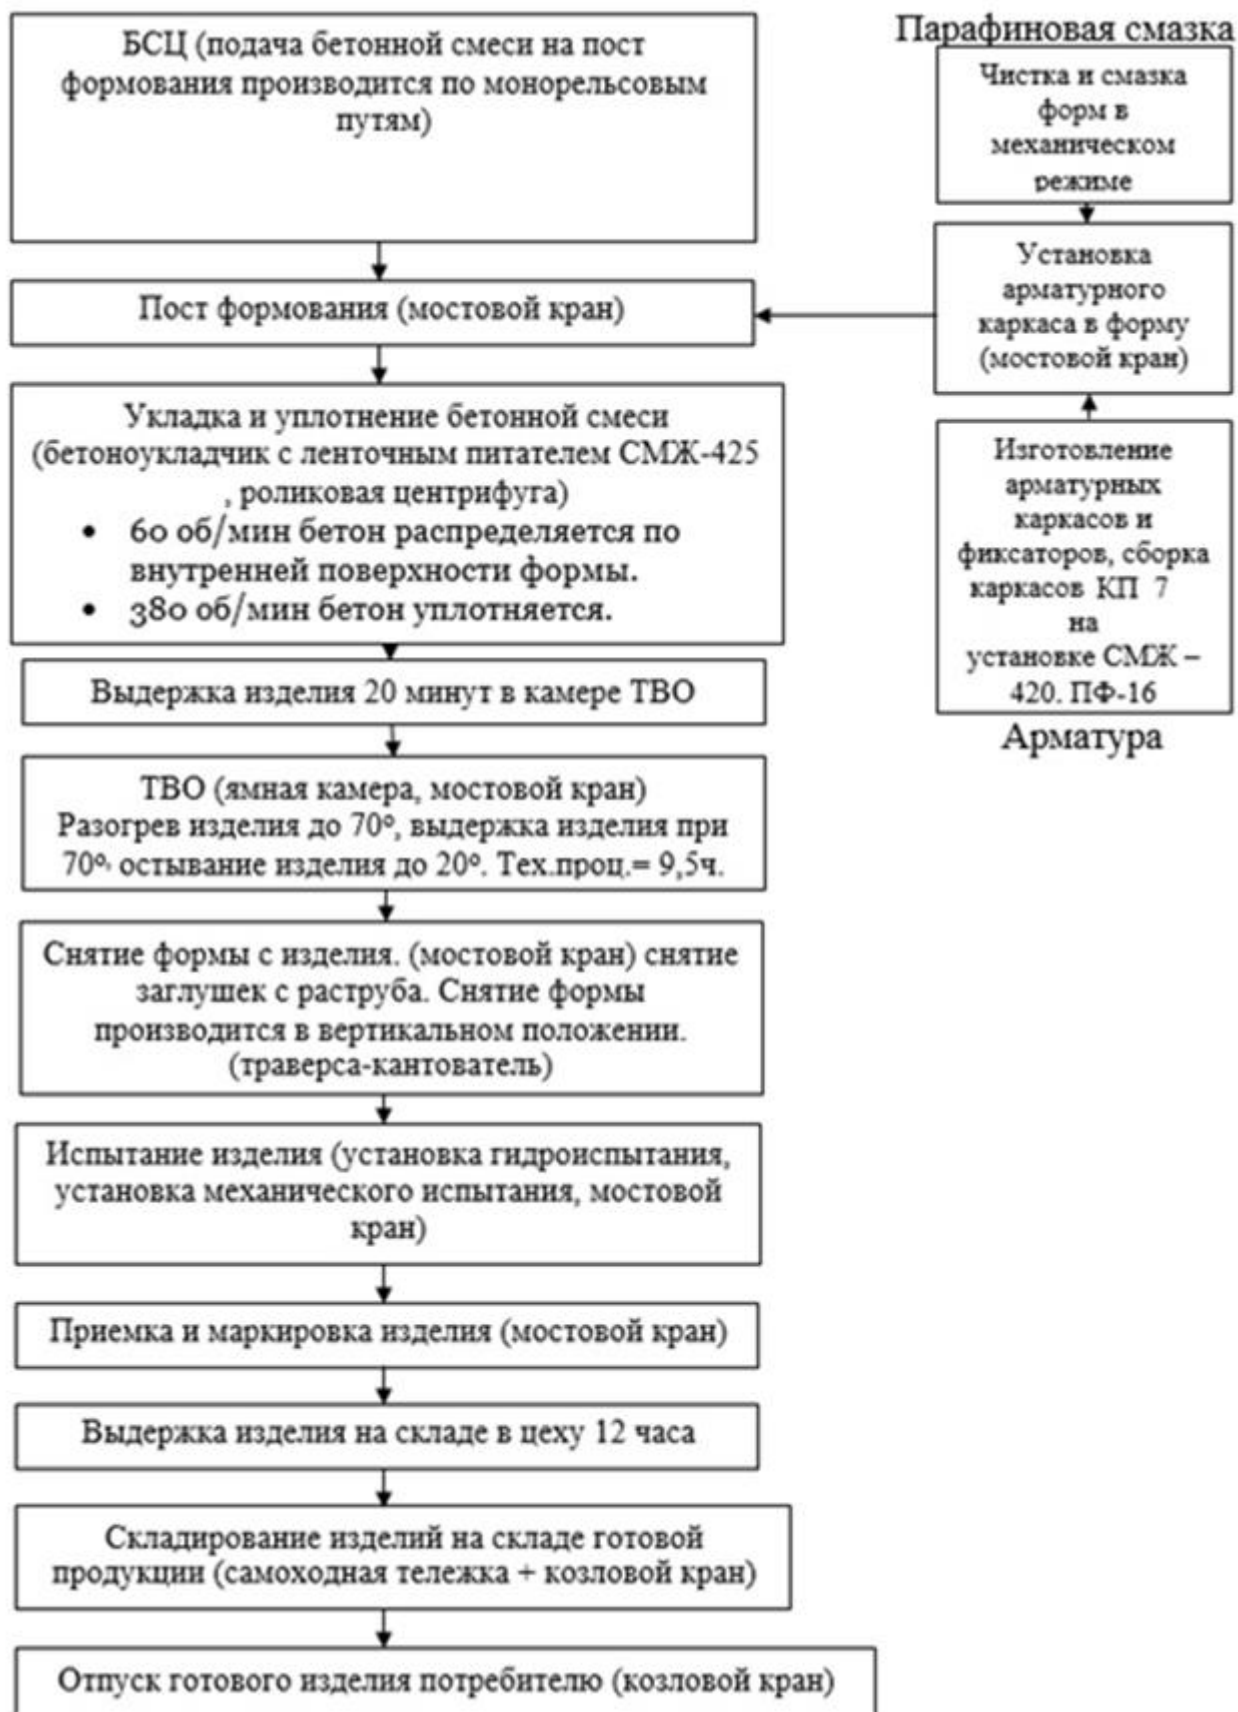 БСЦ (подача бетонной смеси на пост
формования производится по монорельсовым
путям)
Парафиновая смазка
Чистка и смазка
форм в
механическом
режиме
Установка
арматурного
каркаса в форму
(мостовой кран)
Пост формования (мостовой кран)
Изготовление
арматурных
каркасов и
фиксаторов, сборка
каркасов КП 7
на
установке СМЖ –
420. ПФ-16
Арматура
Укладка и уплотнение бетонной смеси
(бетоноукладчик с ленточным питателем СМЖ-425
, роликовая центрифуга)
• 60 об/мин бетон распределяется по
внутренней поверхности формы.
• 380 об/мин бетон уплотняется.
Выдержка изделия 20 минут в камере ТВО
ТВО (ямная камера, мостовой кран)
Разогрев изделия до 70º, выдержка изделия при
70º, остывание изделия до 20º. Тех.проц.= 9,5ч.
Снятие формы с изделия. (мостовой кран) снятие
заглушек с раструба. Снятие формы
производится в вертикальном положении.
(траверса-кантователь)
Испытание изделия (установка гидроиспытания,
установка механического испытания, мостовой
кран)
Приемка и маркировка изделия (мостовой кран)
Выдержка изделия на складе в цеху 12 часа
Складирование изделий на складе готовой
продукции (самоходная тележка + козловой кран)
Отпуск готового изделия потребителю (козловой кран)